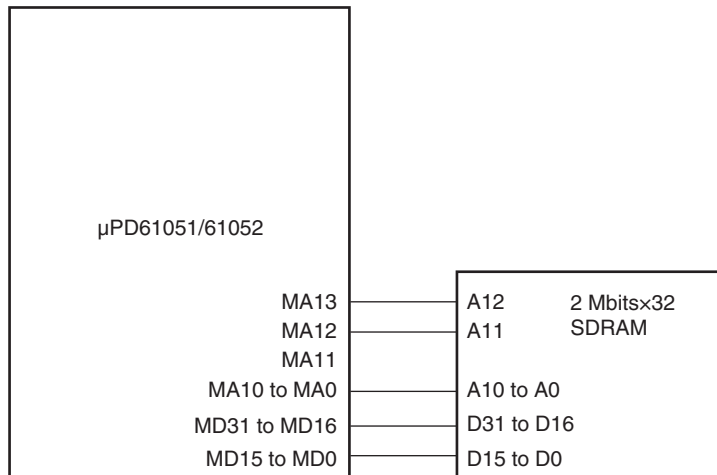 µPD61051/61052
MA13
MA12
MA11
MA10 to MA0
MD31 to MD16
MD15 to MD0
A12
A11
A10 to A0
D31 to D16
D15 to D0
2 Mbits×32
SDRAM